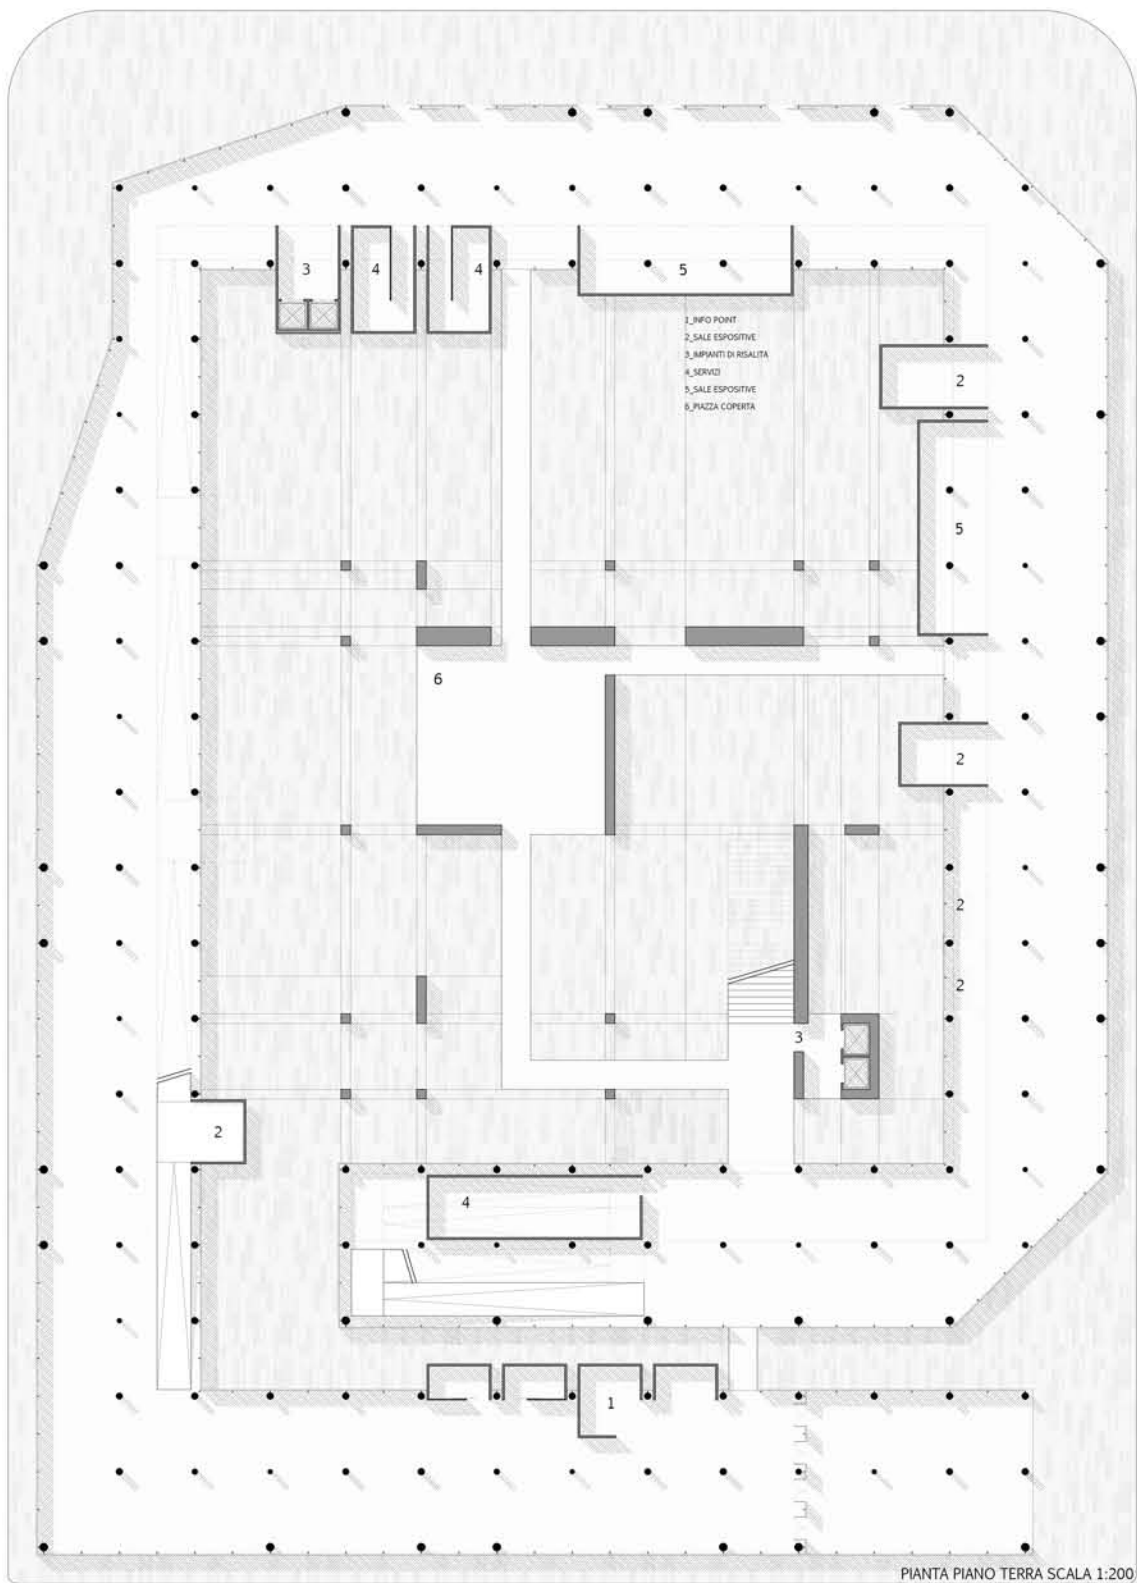 3
4
4
5
1_INFO POINT
2_SALE ESPOSITIVE
3_IMPIANTI DI RISALITA
4_SERVIZI
5_SALE ESPOSITIVE
6_PIAZZA COPERTA
2
5
6
2
2
2
3
2
4
1
PIANTA PIANO TERRA SCALA 1:200